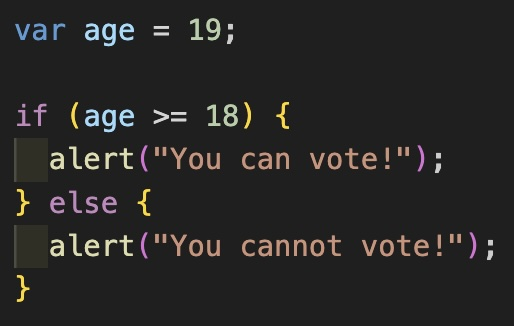 var age = 19;
if (age >= 18) {
  alert("You can vote!");
} else {
  alert("You cannot vote!");
}